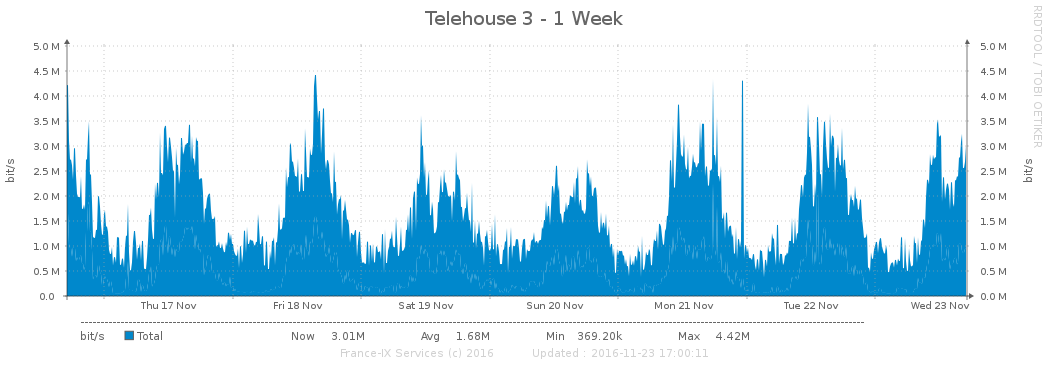 Telehouse 3 - 1 Week
RRDTOOL / TOBI OETIKER
bit/s
5.0 M
4.5 M
4.0 M
3.5 M
3.0 M
2.5 M
2.0 M
1.5 M
1.0 M
0.5 M
0.0
5.0 M
4.5 M
4.0 M
3.5 M
3.0 M
2.5 M
2.0 M
1.5 M
1.0 M
0.5 M
0.0 M
bit/s
Thu 17 Nov Fri 18 Nov Sat 19 Nov Sun 20 Nov Mon 21 Nov Tue 22 Nov Wed 23 Nov
bit/s Total Now 3.01M Avg 1.68M Min 369.20k Max 4.42M
France-IX Services (c) 2016 Updated : 2016-11-23 17:00:11